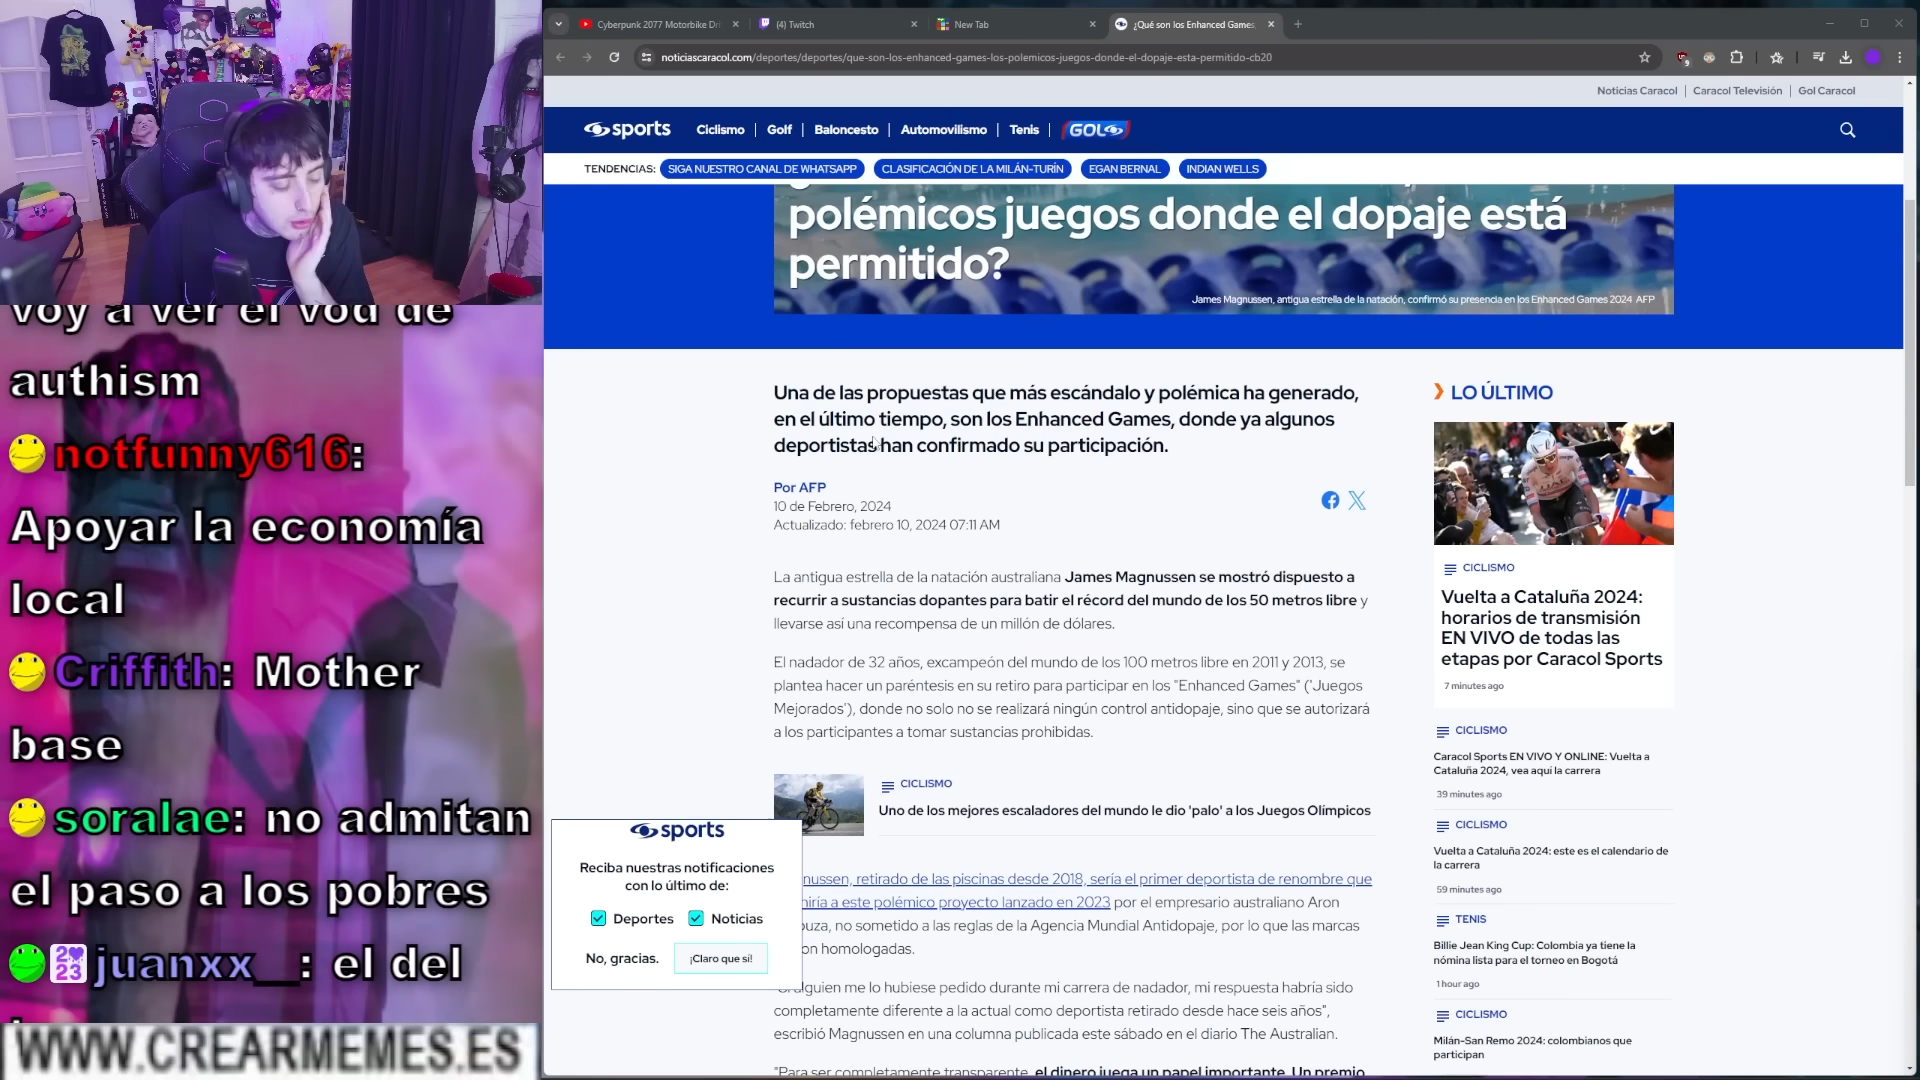 Cyberpunk 2077 Motorbike Dri
(4) Twitch
New Tab
¿Qué son los Enhanced Games,
noticiascaracol.com/deportes/deportes/que-son-los-enhanced-games-los-polemicos-juegos-donde-el-dopaje-esta-permitido-cb20
Noticias Caracol | Caracol Televisión | Gol Caracol
sports Ciclismo | Golf | Baloncesto | Automovilismo | Tenis | GOL
TENDENCIAS: SIGA NUESTRO CANAL DE WHATSAPP CLASIFICACIÓN DE LA MILÁN-TURÍN EGAN BERNAL INDIAN WELLS
polémicos juegos donde el dopaje está
permitido?
James Magnussen, antigua estrella de la natación, confirmó su presencia en los Enhanced Games 2024 AFP
Una de las propuestas que más escándalo y polémica ha generado,
en el último tiempo, son los Enhanced Games, donde ya algunos
deportistas han confirmado su participación.
Por AFP
10 de Febrero, 2024
Actualizado: febrero 10, 2024 07:11 AM
La antigua estrella de la natación australiana James Magnussen se mostró dispuesto a
recurrir a sustancias dopantes para batir el récord del mundo de los 50 metros libre y
llevarse así una recompensa de un millón de dólares.
El nadador de 32 años, excampeón del mundo de los 100 metros libre en 2011 y 2013, se
plantea hacer un paréntesis en su retiro para participar en los "Enhanced Games" ('Juegos
Mejorados'), donde no solo no se realizará ningún control antidopaje, sino que se autorizará
a los participantes a tomar sustancias prohibidas.
CICLISMO
Uno de los mejores escaladores del mundo le dio 'palo' a los Juegos Olímpicos
nussen, retirado de las piscinas desde 2018, sería el primer deportista de renombre que
niría a este polémico proyecto lanzado en 2023 por el empresario australiano Aron
ouza, no sometido a las reglas de la Agencia Mundial Antidopaje, por lo que las marcas
on homologadas.
alguien me lo hubiese pedido durante mi carrera de nadador, mi respuesta habría sido
completamente diferente a la actual como deportista retirado desde hace seis años",
escribió Magnussen en una columna publicada este sábado en el diario The Australian.
"Para ser completamente transparente, el dinero juega un papel importante. Un premio
LO ÚLTIMO
CICLISMO
Vuelta a Cataluña 2024:
horarios de transmisión
EN VIVO de todas las
etapas por Caracol Sports
7 minutes ago
CICLISMO
Caracol Sports EN VIVO Y ONLINE: Vuelta a
Cataluña 2024, vea aquí la carrera
39 minutes ago
CICLISMO
Vuelta a Cataluña 2024: este es el calendario de
la carrera
59 minutes ago
TENIS
Billie Jean King Cup: Colombia ya tiene la
nómina lista para el torneo en Bogotá
1 hour ago
CICLISMO
Milán-San Remo 2024: colombianos que
participan
sports
Reciba nuestras notificaciones
con lo último de:
Deportes Noticias
No, gracias. ¡Claro que sí!
voy a ver el vod de
authism
notfunny616:
Apoyar la economía
local
Criffith: Mother
base
soralae: no admitan
el paso a los pobres
2023 juanxx__: el del
WWW.CREARMEMES.ES